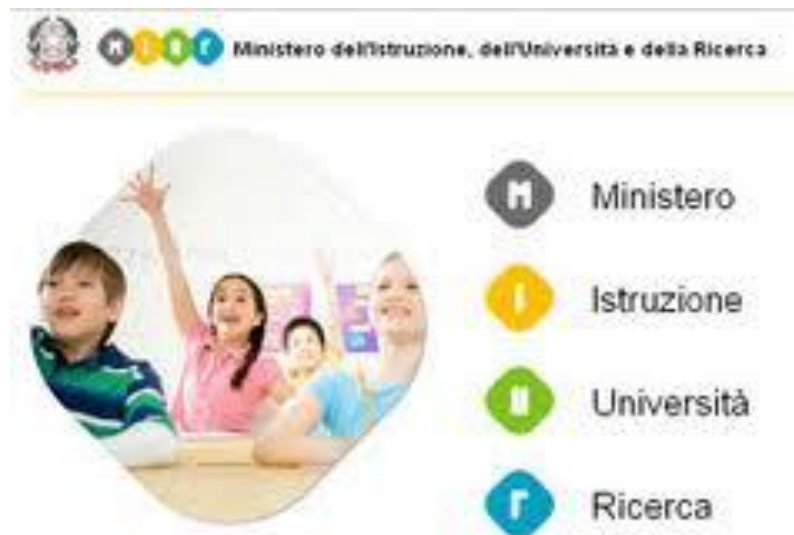 M I U R Ministero dell'Istruzione, dell'Università e della Ricerca
M Ministero
I Istruzione
U Università
r Ricerca